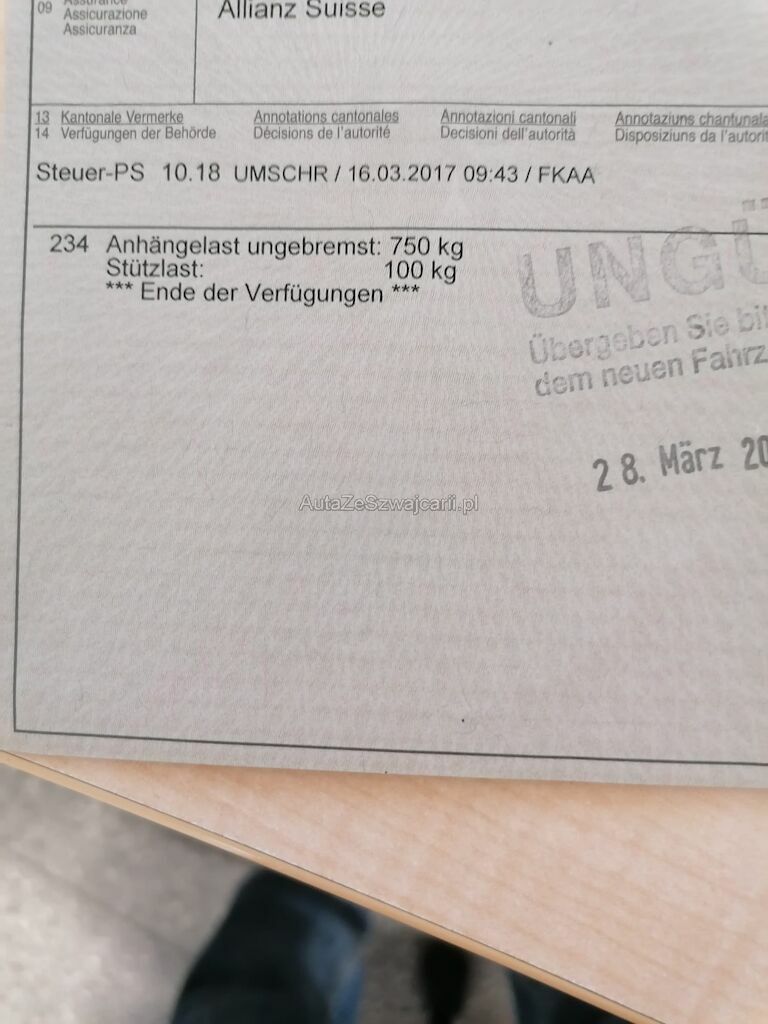 09 Assurance
Assicurazione
Assicuranza
Allianz Suisse
13 Kantonale Vermerke Annotations cantonales Annotazioni cantonali Annotaziuns chantunala
14 Verfügungen der Behörde Décisions de l'autorité Decisioni dell'autorità Disposiziuns da l'autorit
Steuer-PS 10.18 UMSCHR / 16.03.2017 09:43 / FKAA
234 Anhängelast ungebremst: 750 kg
Stützlast: 100 kg
*** Ende der Verfügungen ***
UNGÜ
Übergeben Sie bi
dem neuen Fahrz
28. März 20
AutaZeSzwajcarii.pl